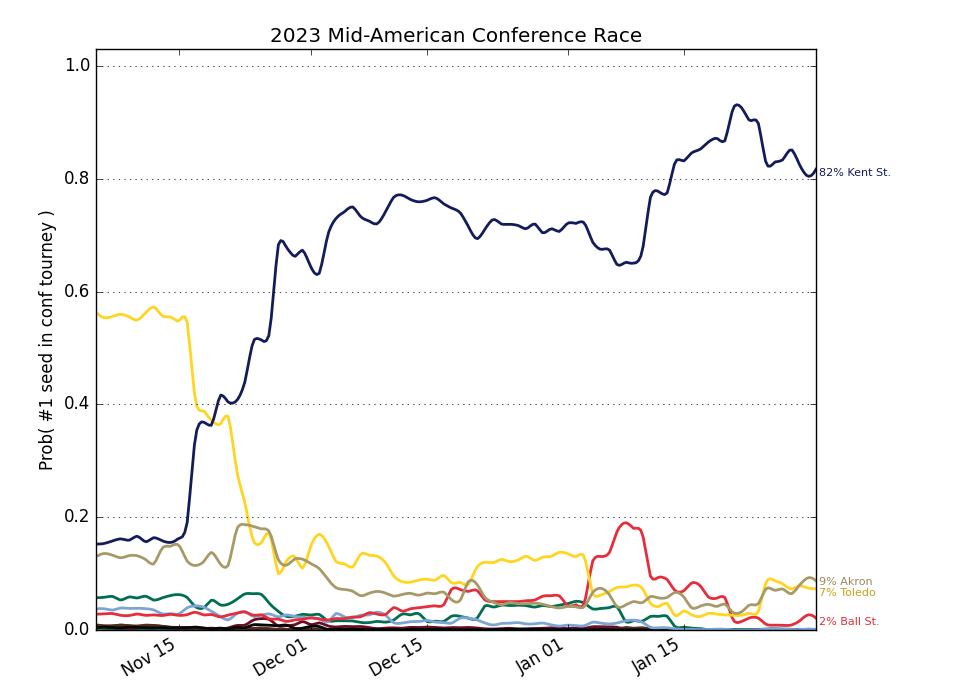 2023 Mid-American Conference Race
Prob( #1 seed in conf tourney )
1.0
0.8
0.6
0.4
0.2
0.0
82% Kent St.
9% Akron
7% Toledo
2% Ball St.
Nov 15
Dec 01
Dec 15
Jan 01
Jan 15